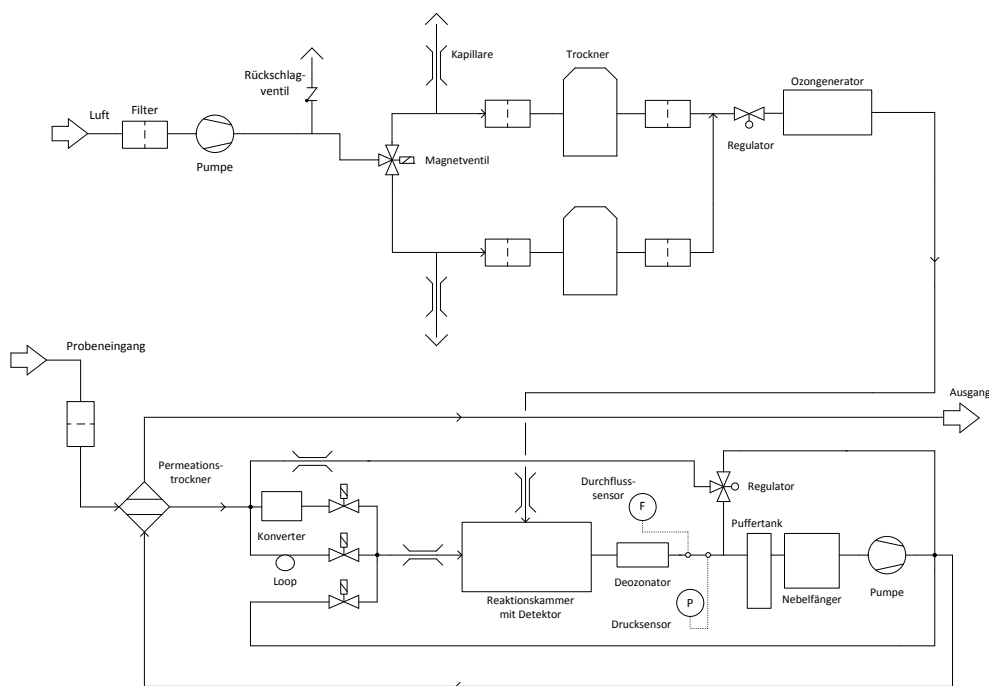 Kapillare
Trockner
Rückschlag-
ventil
Ozongenerator
Luft
Filter
Pumpe
Magnetventil
Regulator
Probeneingang
Ausgang
Permeations-
trockner
Durchfluss-
sensor
Regulator
F
Puffertank
Konverter
Loop
Deozonator
Reaktionskammer
mit Detektor
P
Drucksensor
Nebelfänger
Pumpe